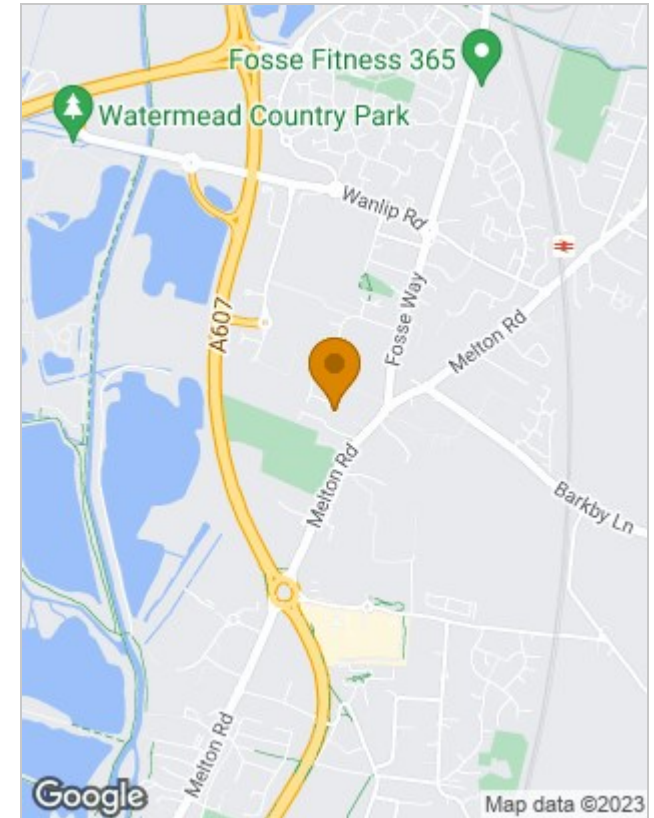 Fosse Fitness 365
Watermead Country Park
Wanlip Rd
A607
Fosse Way
Melton Rd
Melton Rd
Barkby Ln
Melton Rd
Google
Map data ©2023